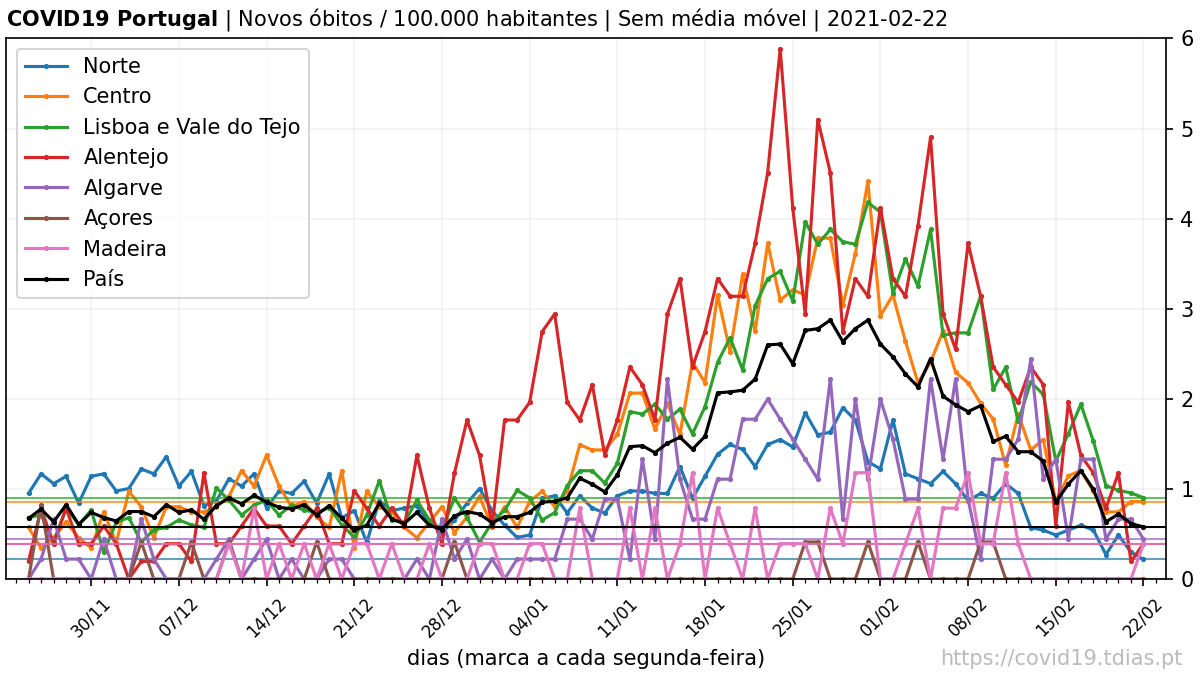 COVID19 Portugal | Novos óbitos / 100.000 habitantes | Sem média móvel | 2021-02-22
Norte
Centro
Lisboa e Vale do Tejo
Alentejo
Algarve
Açores
Madeira
País
6
5
4
3
2
1
0
30/11 07/12 14/12 21/12 28/12 04/01 11/01 18/01 25/01 01/02 08/02 15/02 22/02
dias (marca a cada segunda-feira)
https://covid19.tdias.pt